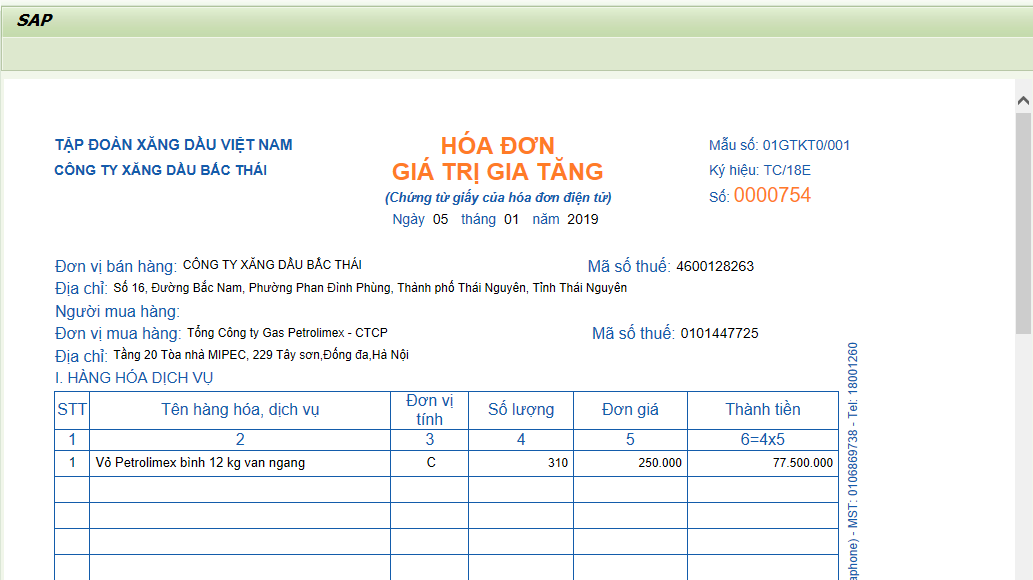 SAP
TẬP ĐOÀN XĂNG DẦU VIỆT NAM
CÔNG TY XĂNG DẦU BẮC THÁI
HÓA ĐƠN
GIÁ TRỊ GIA TĂNG
(Chứng từ giấy của hóa đơn điện tử)
Ngày 05 tháng 01 năm 2019
Mẫu số: 01GTKT0/001
Ký hiệu: TC/18E
Số: 0000754
Đơn vị bán hàng: CÔNG TY XĂNG DẦU BẮC THÁI Mã số thuế: 4600128263
Địa chỉ: Số 16, Đường Bắc Nam, Phường Phan Đình Phùng, Thành phố Thái Nguyên, Tỉnh Thái Nguyên
Người mua hàng:
Đơn vị mua hàng: Tổng Công ty Gas Petrolimex - CTCP Mã số thuế: 0101447725
Địa chỉ: Tầng 20 Tòa nhà MIPEC, 229 Tây sơn,Đống đa,Hà Nội
I. HÀNG HÓA DỊCH VỤ
STT Tên hàng hóa, dịch vụ Đơn vị tính Số lượng Đơn giá Thành tiền
1 2 3 4 5 6=4x5
1 Vỏ Petrolimex bình 12 kg van ngang C 310 250.000 77.500.000
aphone) - MST: 0106869738 - Tel: 18001260